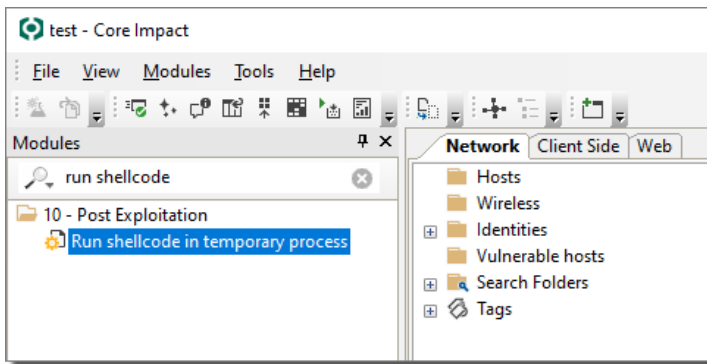 test - Core Impact
File View Modules Tools Help
Modules
run shellcode
10 - Post Exploitation
Run shellcode in temporary process
Network Client Side Web
Hosts
Wireless
Identities
Vulnerable hosts
Search Folders
Tags